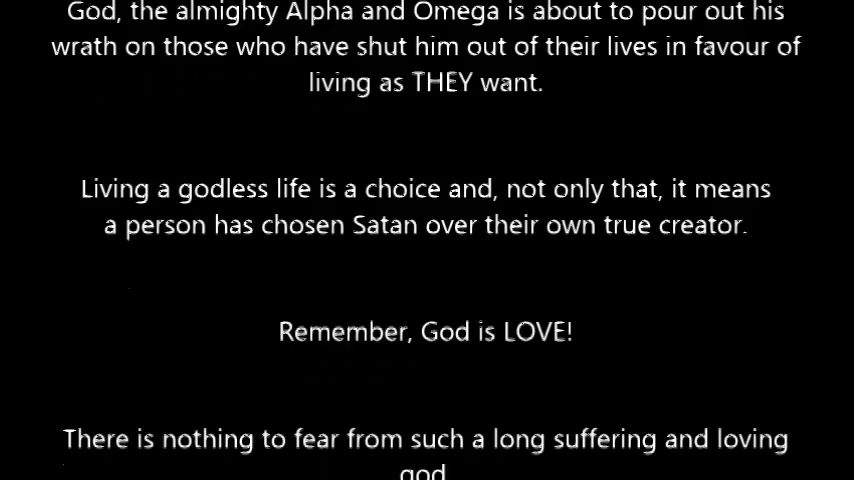 God, the almighty Alpha and Omega is about to pour out his
wrath on those who have shut him out of their lives in favour of
living as THEY want.
Living a godless life is a choice and, not only that, it means
a person has chosen Satan over their own true creator.
Remember, God is LOVE!
There is nothing to fear from such a long suffering and loving
god